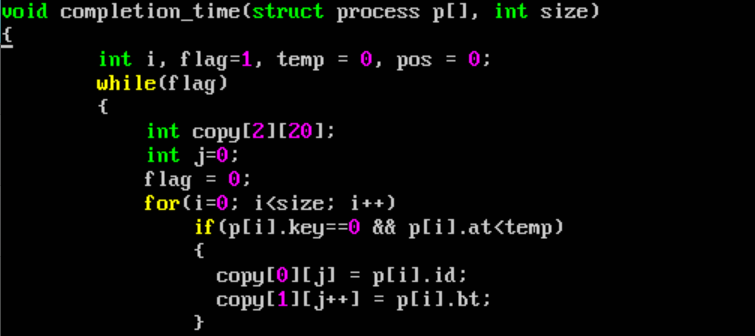 void completion_time(struct process p[], int size)
{
int i, flag=1, temp = 0, pos = 0;
while(flag)
{
int copy[2][20];
int j=0;
flag = 0;
for(i=0; i<size; i++)
if(p[i].key==0 && p[i].at<temp)
{
copy[0][j] = p[i].id;
copy[1][j++] = p[i].bt;
}